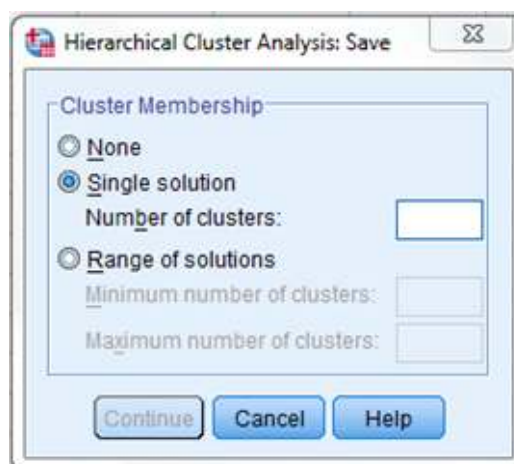 Hierarchical Cluster Analysis: Save
Cluster Membership
None
Single solution
Number of clusters:
Range of solutions
Minimum number of clusters:
Maximum number of clusters:
Continue Cancel Help